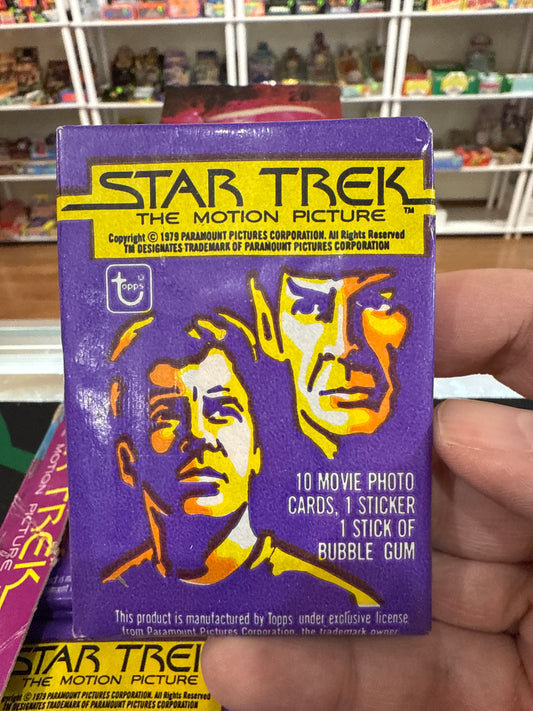 STAR TREK
THE MOTION PICTURE™
Copyright © 1979 PARAMOUNT PICTURES CORPORATION. All Rights Reserved
TM DESIGNATES TRADEMARK OF PARAMOUNT PICTURES CORPORATION
Topps
10 MOVIE PHOTO
CARDS, 1 STICKER
1 STICK OF
BUBBLE GUM
This product is manufactured by Topps under exclusive license
from Paramount Pictures Corporation, the trademark owner
TREK
MOTION PICTURE
STAR TREK
THE MOTION PICTURE
© 1979 PARAMOUNT PICTURES CORPORATION. All Rights Reserved
DESIGNATES TRADEMARK OF PARAMOUNT PICTURES CORPORATION